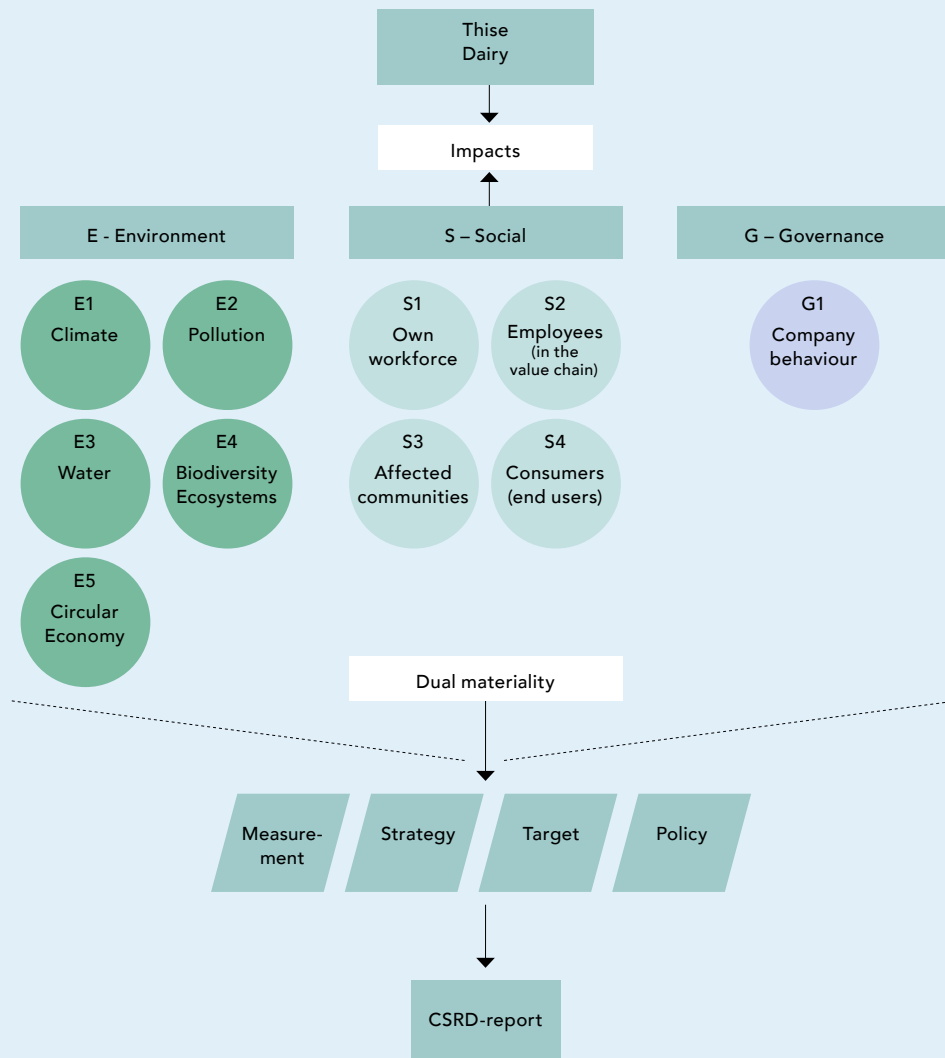 Thise
Dairy
Impacts
E - Environment
S – Social
G – Governance
E1
Climate
E2
Pollution
S1
Own
workforce
S2
Employees
(in the
value chain)
G1
Company
behaviour
E3
Water
E4
Biodiversity
Ecosystems
S3
Affected
communities
S4
Consumers
(end users)
E5
Circular
Economy
Dual materiality
Measure-
ment
Strategy
Target
Policy
CSRD-report